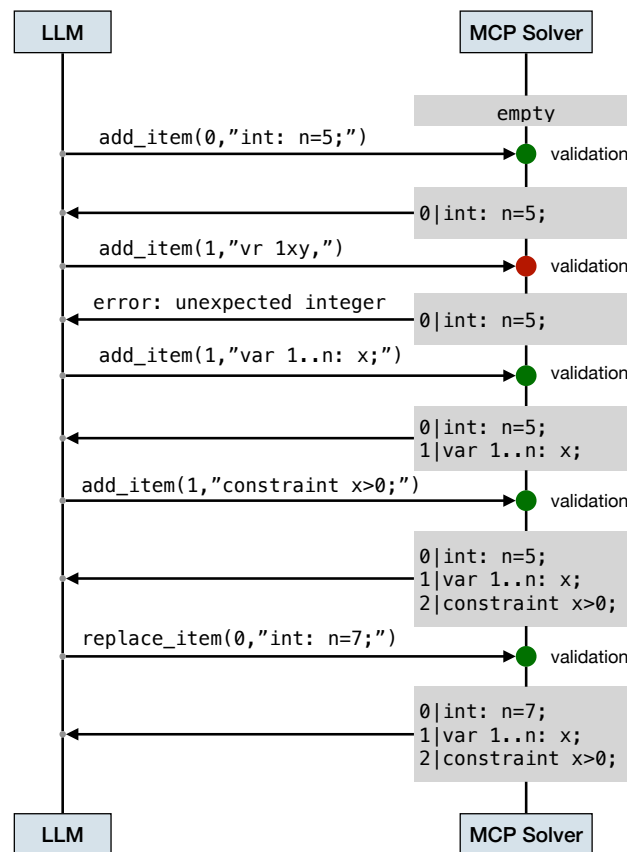 LLM
MCP Solver
empty
add_item(0,”int: n=5;”)
validation
0|int: n=5;
add_item(1,”vr 1xy,”)
validation
error: unexpected integer
0|int: n=5;
add_item(1,”var 1..n: x;”)
validation
0|int: n=5;
1|var 1..n: x;
add_item(1,”constraint x>0;”)
validation
0|int: n=5;
1|var 1..n: x;
2|constraint x>0;
replace_item(0,”int: n=7;”)
validation
0|int: n=7;
1|var 1..n: x;
2|constraint x>0;
LLM
MCP Solver